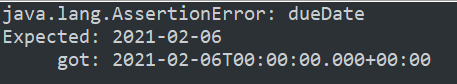 java.lang.AssertionError: dueDate
Expected: 2021-02-06
     got: 2021-02-06T00:00:00.000+00:00